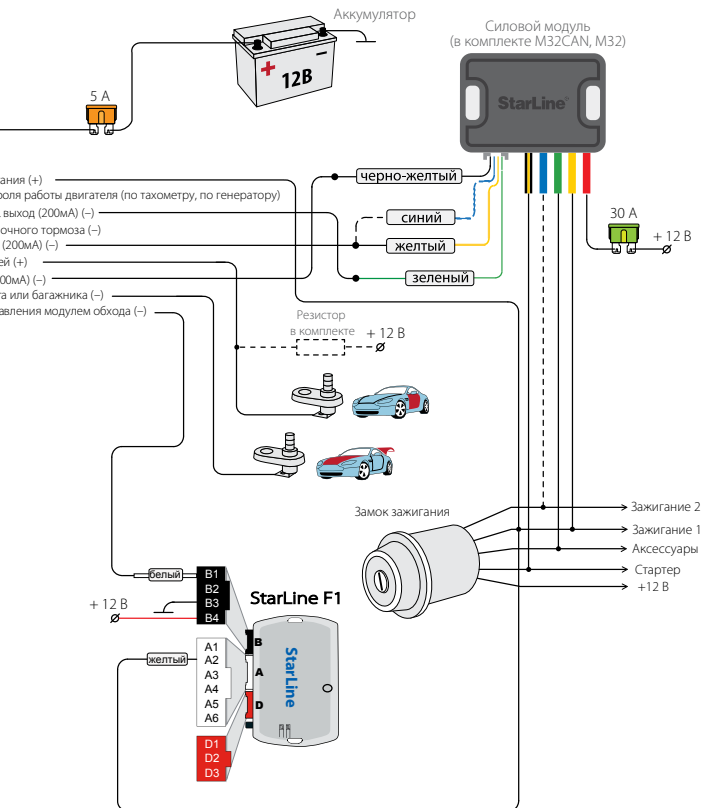 Аккумулятор
Силовой модуль
(в комплекте M32CAN, M32)
12В
StarLine
5 А
черно-желтый
ания (+)
роля работы двигателя (по тахометру, по генератору)
выход (200мА) (–)
очного тормоза (–)
(200мА) (–)
ей (+)
00мА) (–)
та или багажника (–)
авления модулем обхода (–)
синий
желтый
зеленый
30 А
+ 12 В
Резистор
в комплекте
+ 12 В
Замок зажигания
Зажигание 2
Зажигание 1
Аксессуары
Стартер
+12 В
белый
B1
B2
B3
B4
+ 12 В
StarLine F1
желтый
A1
A2
A3
A4
A5
A6
B
A
D
StarLine
D1
D2
D3